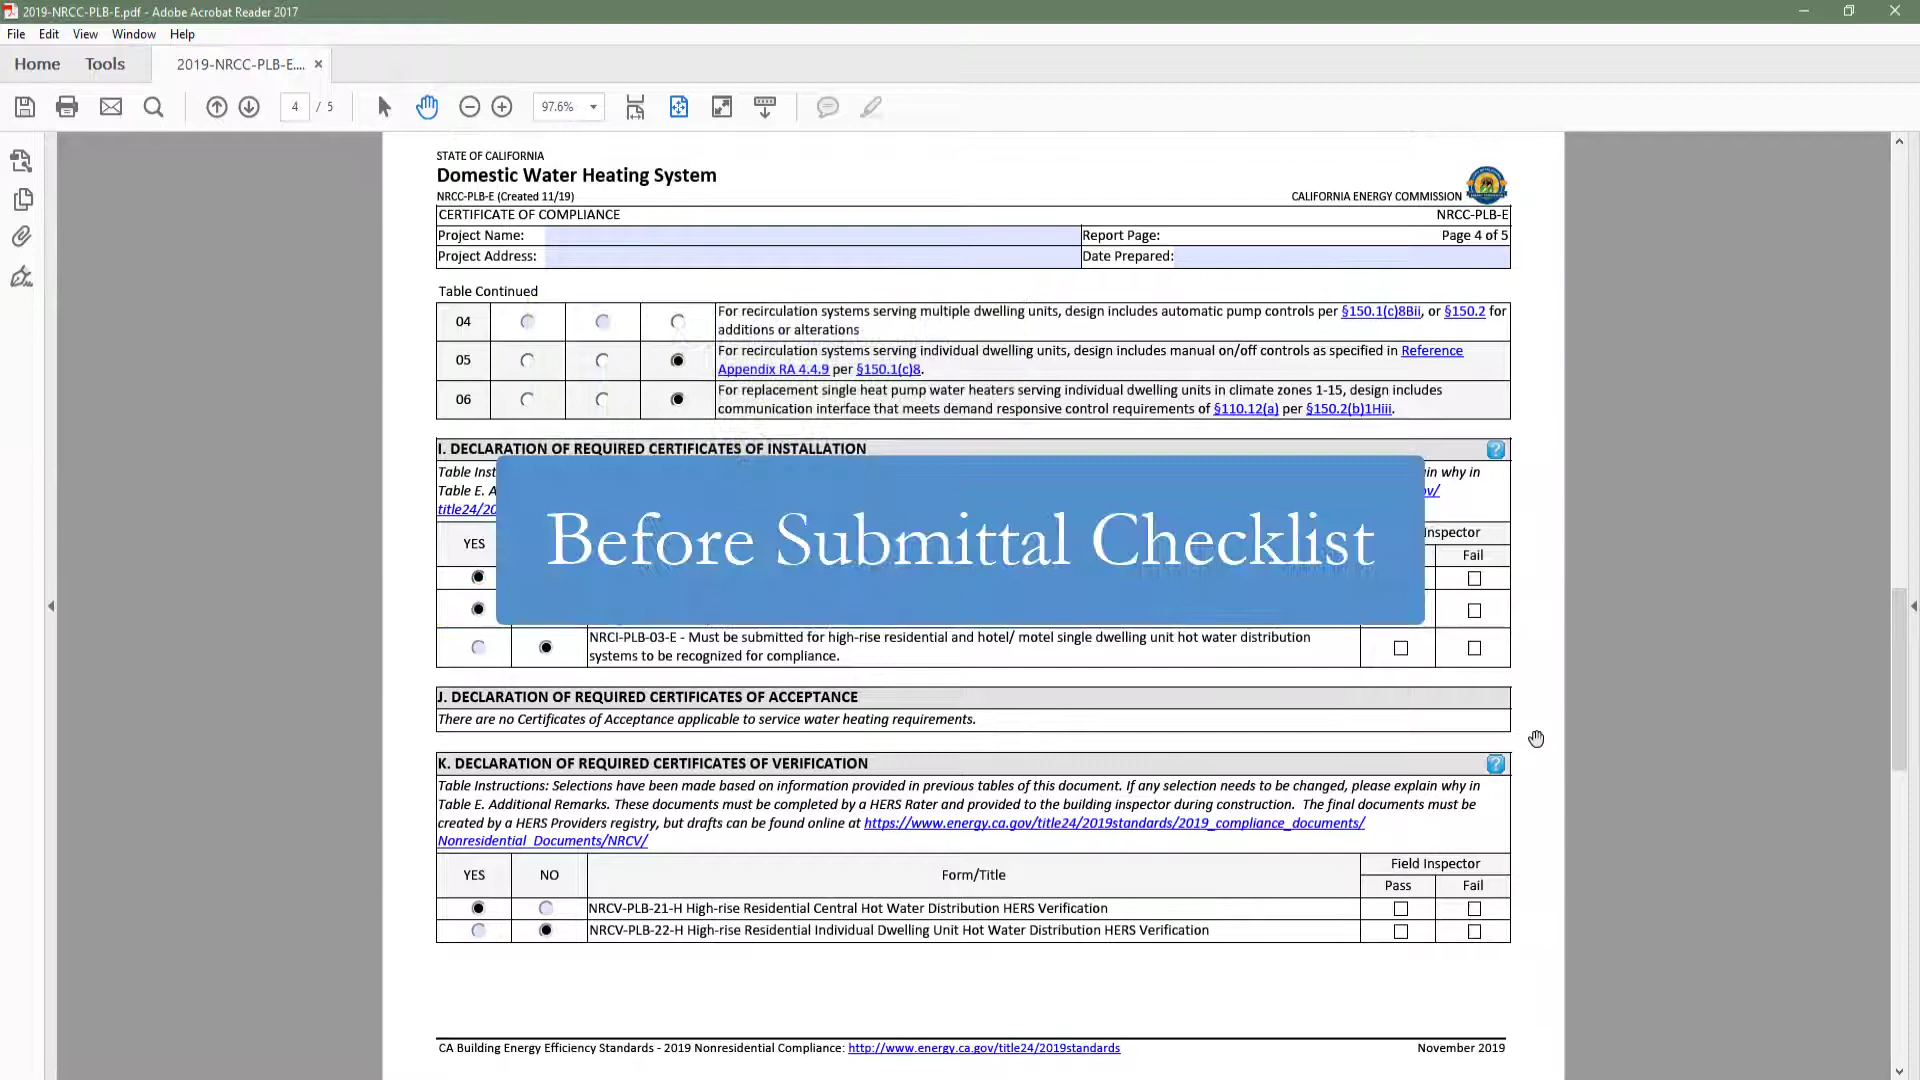 2019-NRCC-PLB-E.pdf - Adobe Acrobat Reader 2017
File Edit View Window Help
Home Tools 2019-NRCC-PLB-E.... ×
4 / 5 97.6%
STATE OF CALIFORNIA
Domestic Water Heating System
NRCC-PLB-E (Created 11/19) CALIFORNIA ENERGY COMMISSION
CERTIFICATE OF COMPLIANCE NRCC-PLB-E
Project Name: Report Page: Page 4 of 5
Project Address: Date Prepared:
Table Continued
04 For recirculation systems serving multiple dwelling units, design includes automatic pump controls per §150.1(c)8Bii, or §150.2 for
additions or alterations
05 For recirculation systems serving individual dwelling units, design includes manual on/off controls as specified in Reference
Appendix RA 4.4.9 per §150.1(c)8.
06 For replacement single heat pump water heaters serving individual dwelling units in climate zones 1-15, design includes
communication interface that meets demand responsive control requirements of §110.12(a) per §150.2(b)1Hiii.
I. DECLARATION OF REQUIRED CERTIFICATES OF INSTALLATION
Table Inst in why in
Table E. A ov/
title24/20
YES Inspector
Fail
Before Submittal Checklist
NRCI-PLB-03-E - Must be submitted for high-rise residential and hotel/ motel single dwelling unit hot water distribution
systems to be recognized for compliance.
J. DECLARATION OF REQUIRED CERTIFICATES OF ACCEPTANCE
There are no Certificates of Acceptance applicable to service water heating requirements.
K. DECLARATION OF REQUIRED CERTIFICATES OF VERIFICATION
Table Instructions: Selections have been made based on information provided in previous tables of this document. If any selection needs to be changed, please explain why in
Table E. Additional Remarks. These documents must be completed by a HERS Rater and provided to the building inspector during construction. The final documents must be
created by a HERS Providers registry, but drafts can be found online at https://www.energy.ca.gov/title24/2019standards/2019_compliance_documents/
Nonresidential_Documents/NRCV/
YES NO Form/Title Field Inspector
Pass Fail
NRCV-PLB-21-H High-rise Residential Central Hot Water Distribution HERS Verification
NRCV-PLB-22-H High-rise Residential Individual Dwelling Unit Hot Water Distribution HERS Verification
CA Building Energy Efficiency Standards - 2019 Nonresidential Compliance: http://www.energy.ca.gov/title24/2019standards November 2019